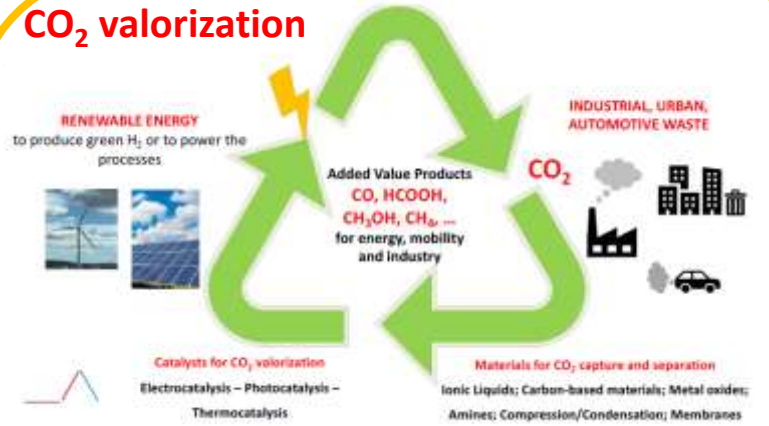 CO₂ valorization
RENEWABLE ENERGY
to produce green H₂ or to power the
processes
INDUSTRIAL, URBAN,
AUTOMOTIVE WASTE
CO₂
Added Value Products
CO, HCOOH,
CH₃OH, CH₄, ...
for energy, mobility
and industry
Catalysts for CO₂ valorization
Electrocatalysis – Photocatalysis –
Thermocatalysis
Materials for CO₂ capture and separation
Ionic Liquids; Carbon-based materials; Metal oxides;
Amines; Compression/Condensation; Membranes